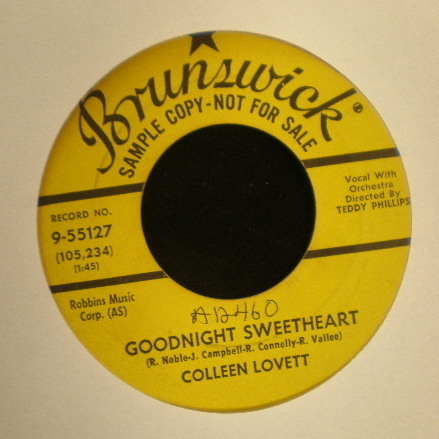 Brunswick®
SAMPLE COPY-NOT FOR SALE
RECORD NO.
9-55127
(105,234)
(1:45)
Robbins Music
Corp. (AS)
Vocal With
Orchestra
Directed By
TEDDY PHILLIPS
A12460
GOODNIGHT SWEETHEART
(R. Noble-J. Campbell-R. Connelly-R. Vallee)
COLLEEN LOVETT